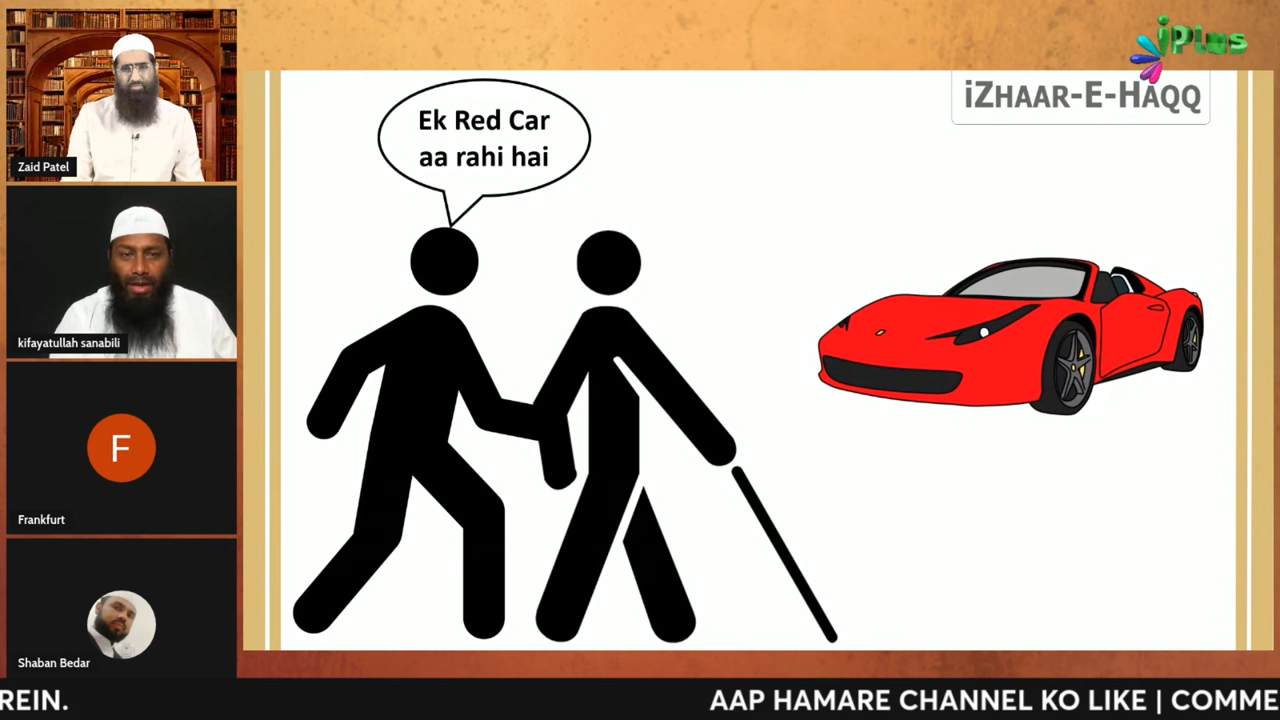 iPlus
iZHAAR-E-HAQQ
Ek Red Car
aa rahi hai
Zaid Patel
kifayatullah sanabili
F
Frankfurt
Shaban Bedar
REIN.
AAP HAMARE CHANNEL KO LIKE | COMME